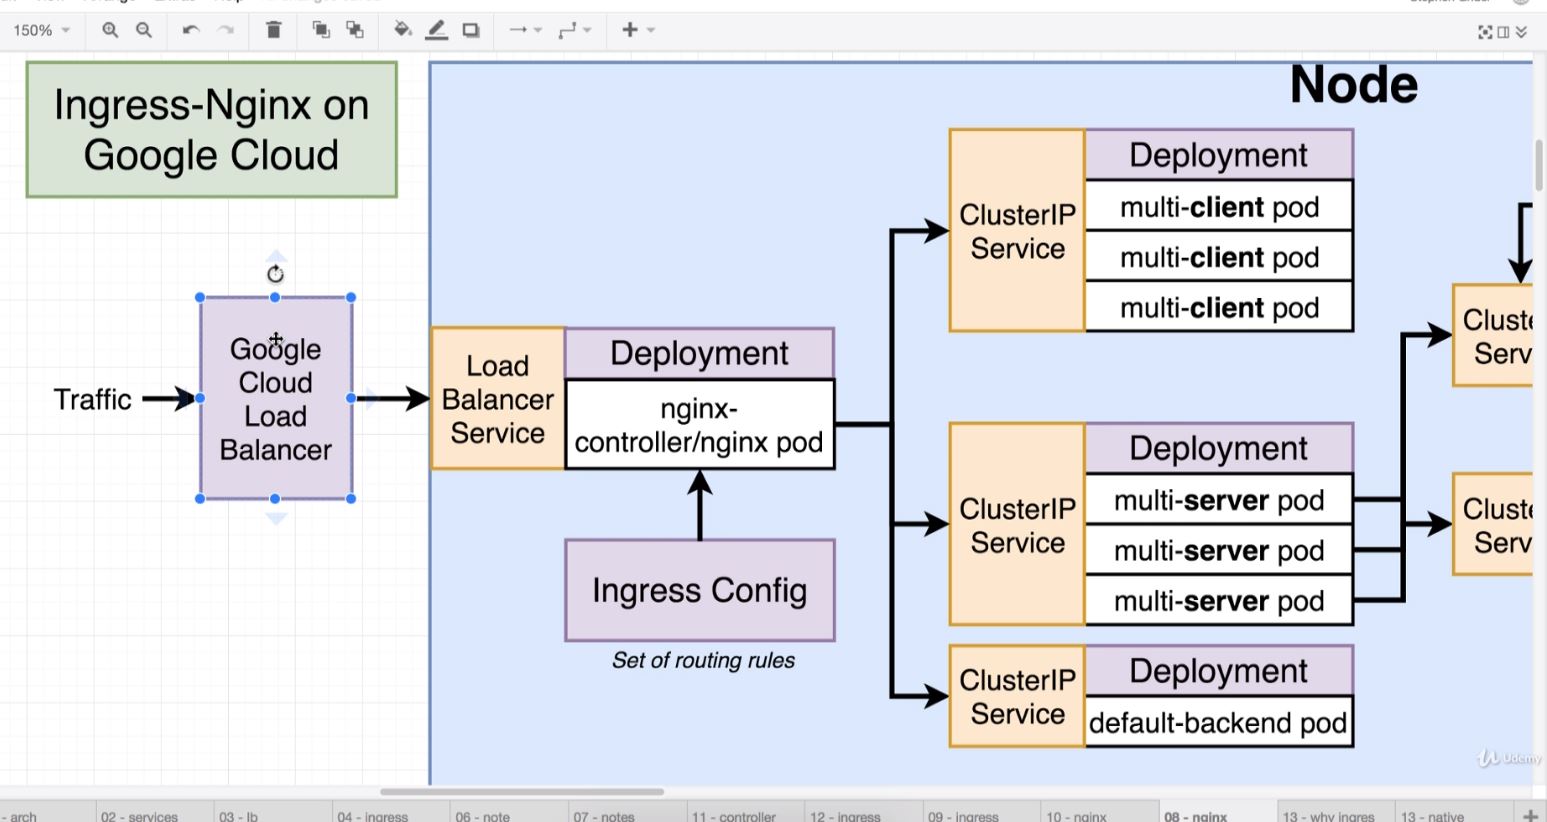 150%
Ingress-Nginx on
Google Cloud
Node
Traffic
Google
Cloud
Load
Balancer
Load
Balancer
Service
Deployment
nginx-
controller/nginx pod
Ingress Config
Set of routing rules
ClusterIP
Service
Deployment
multi-client pod
multi-client pod
multi-client pod
ClusterIP
Service
Deployment
multi-server pod
multi-server pod
multi-server pod
ClusterIP
Service
Deployment
default-backend pod
Cluste
Serv
Cluste
Serv
Udemy
- arch
02 - services
03 - lb
04 - ingress
06 - note
07 - notes
11 - controller
12 - ingress
09 - ingress
10 - nginx
08 - nginx
13 - why ingres
13 - native